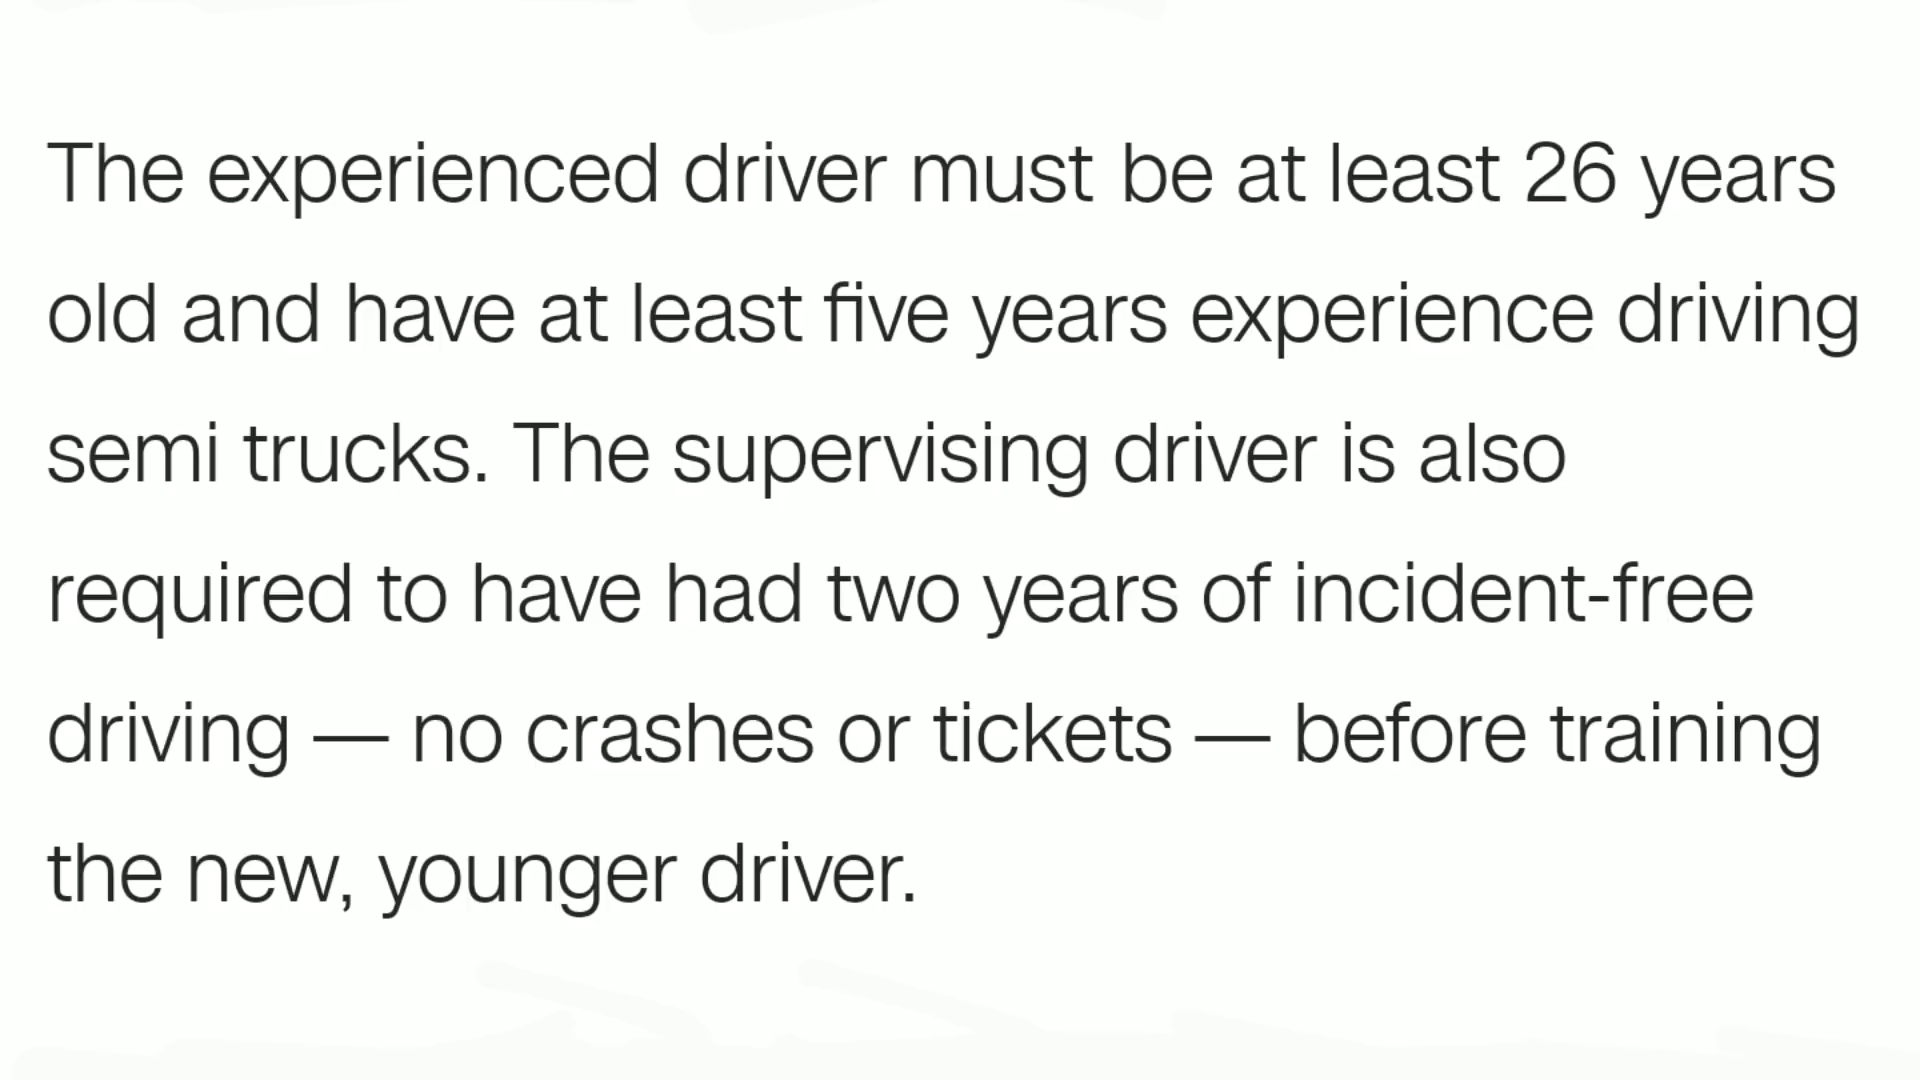 The experienced driver must be at least 26 years
old and have at least five years experience driving
semi trucks. The supervising driver is also
required to have had two years of incident-free
driving — no crashes or tickets — before training
the new, younger driver.